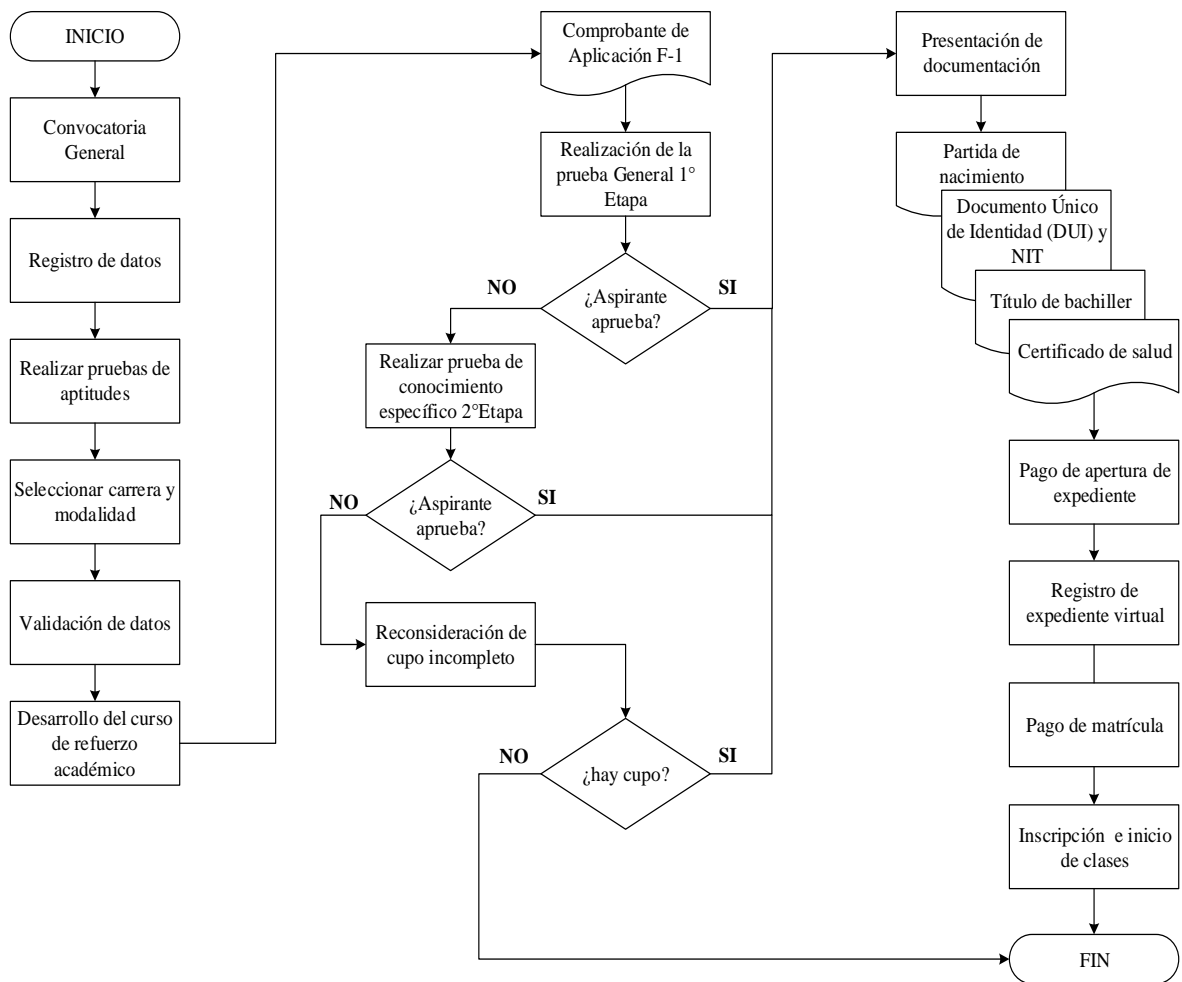 INICIO
Convocatoria
General
Registro de datos
Realizar pruebas de
aptitudes
Seleccionar carrera y
modalidad
Validación de datos
Desarrollo del curso
de refuerzo
académico
Comprobante de
Aplicación F-1
Realización de la
prueba General 1°
Etapa
¿Aspirante
aprueba?
NO
SI
Realizar prueba de
conocimiento
específico 2°Etapa
¿Aspirante
aprueba?
NO
SI
Reconsideración de
cupo incompleto
¿hay cupo?
NO
SI
Presentación de
documentación
Partida de
nacimiento
Documento Único
de Identidad (DUI) y
NIT
Título de bachiller
Certificado de salud
Pago de apertura de
expediente
Registro de
expediente virtual
Pago de matrícula
Inscripción e inicio
de clases
FIN